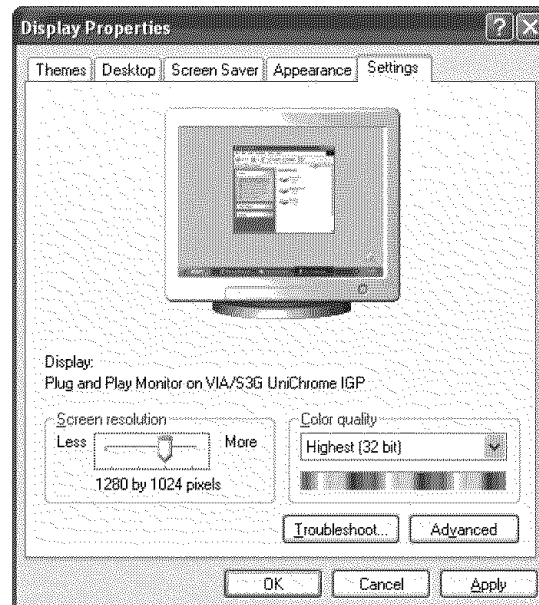 Display Properties
Themes Desktop Screen Saver Appearance Settings
Display:
Plug and Play Monitor on VIA/S3G UniChrome IGP
Screen resolution
Less More
1280 by 1024 pixels
Color quality
Highest (32 bit)
Troubleshoot... Advanced
OK Cancel Apply